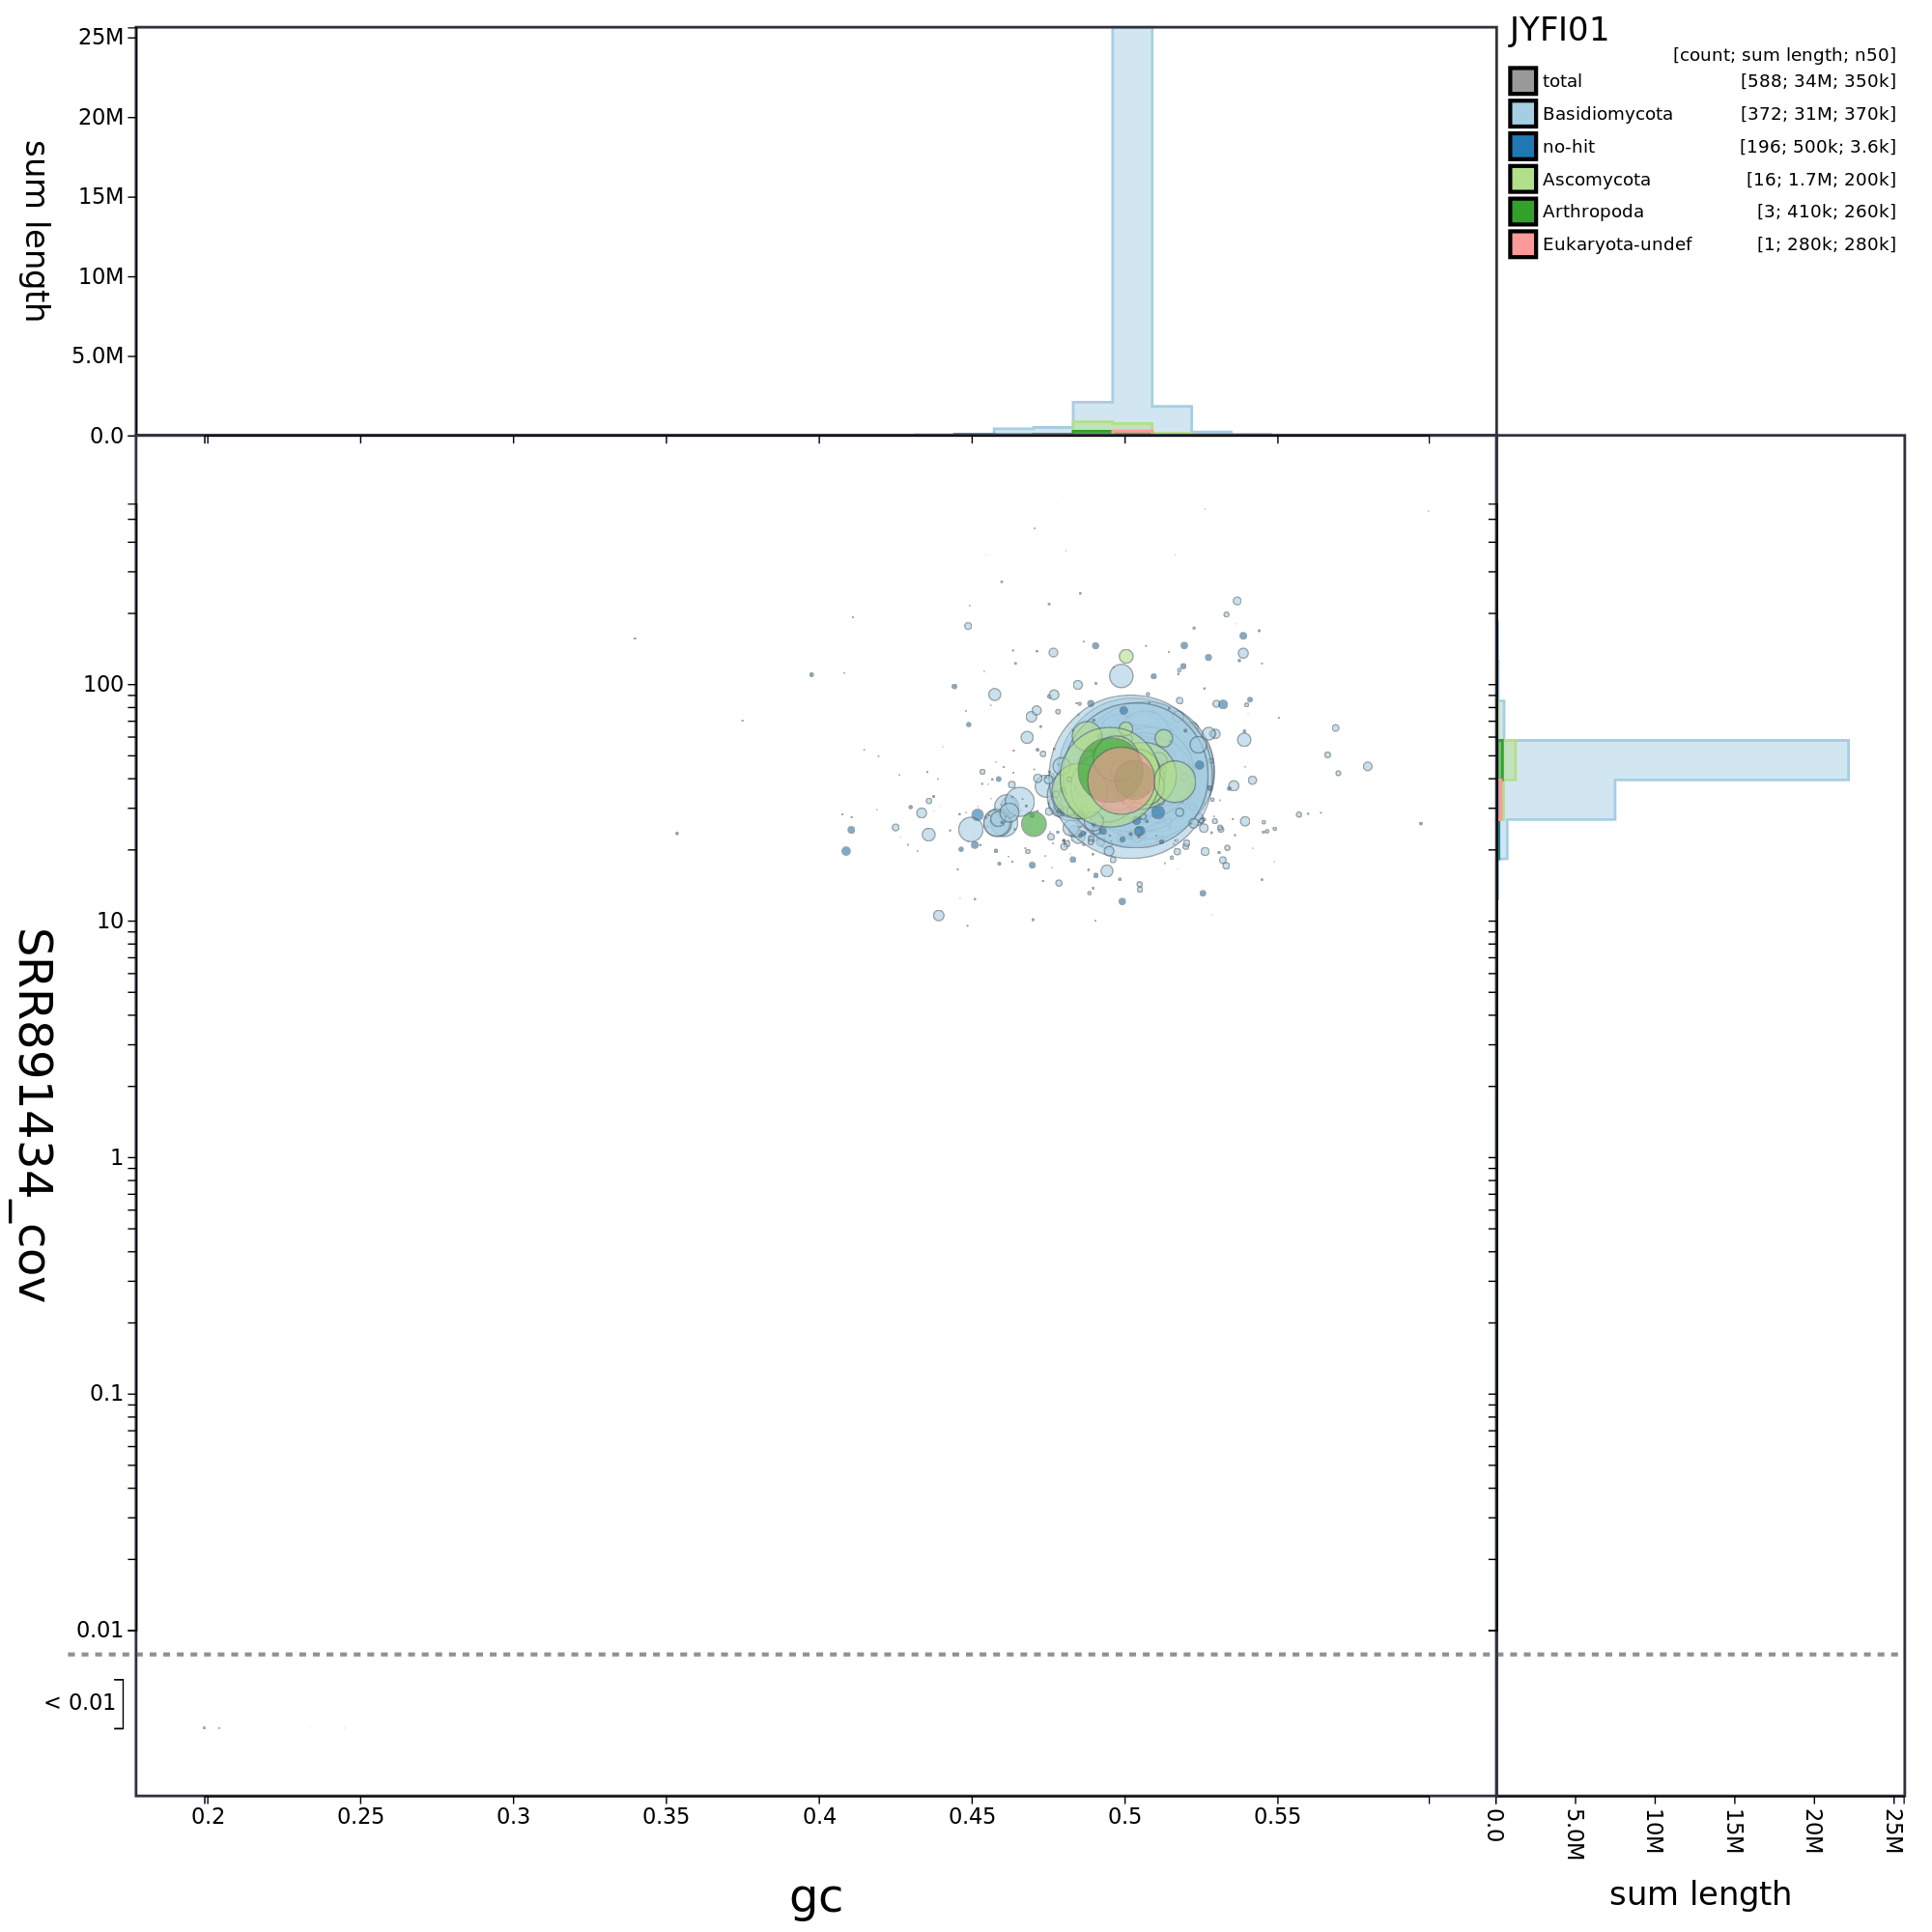 JYFI01
[count; sum length; n50]
total [588; 34M; 350k]
Basidiomycota [372; 31M; 370k]
no-hit [196; 500k; 3.6k]
Ascomycota [16; 1.7M; 200k]
Arthropoda [3; 410k; 260k]
Eukaryota-undef [1; 280k; 280k]
sum length
25M
20M
15M
10M
5.0M
0.0
SRR891434_cov
100
10
1
0.1
0.01
< 0.01
0.2 0.25 0.3 0.35 0.4 0.45 0.5 0.55
gc
0.0 5.0M 10M 15M 20M 25M
sum length